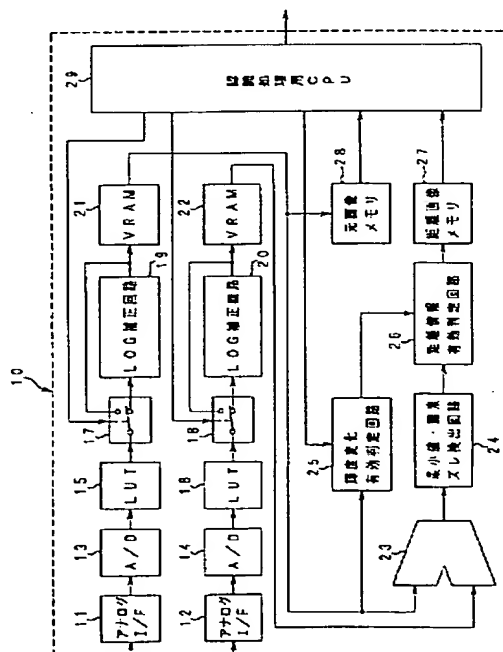 10
11
アナログ
I/F
13
A/D
15
LUT
17
LOG補正回路
19
21
VRAM
12
アナログ
I/F
14
A/D
16
LUT
18
LOG補正回路
20
22
VRAM
29
認識処理用CPU
25
輝度変化
有効判定回路
28
元画像
メモリ
23
最小値・画素
ズレ検出回路
24
距離情報
有効判定回路
26
27
距離画像
メモリ